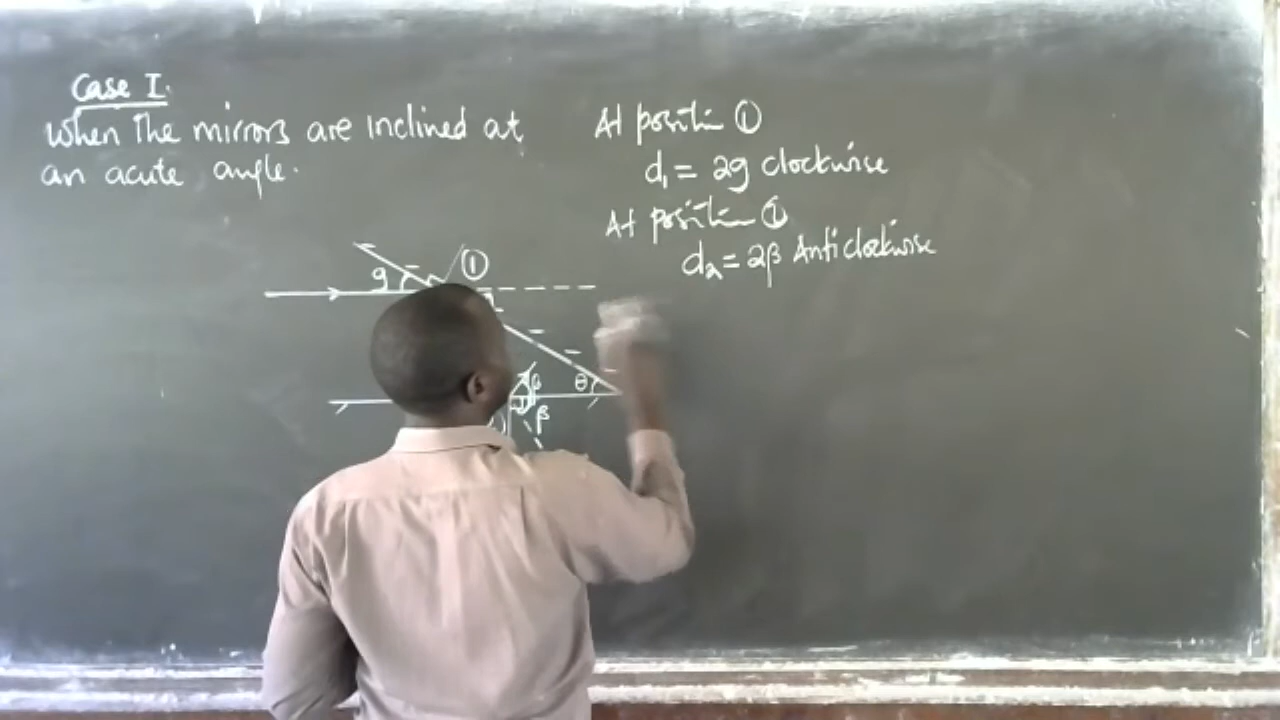 Case I.
When the mirrors are inclined at
an acute angle.
At position ①
d₁ = 2g clockwise
At position ①
d₂ = 2β Anticlockwise
g
①
θ
β
β